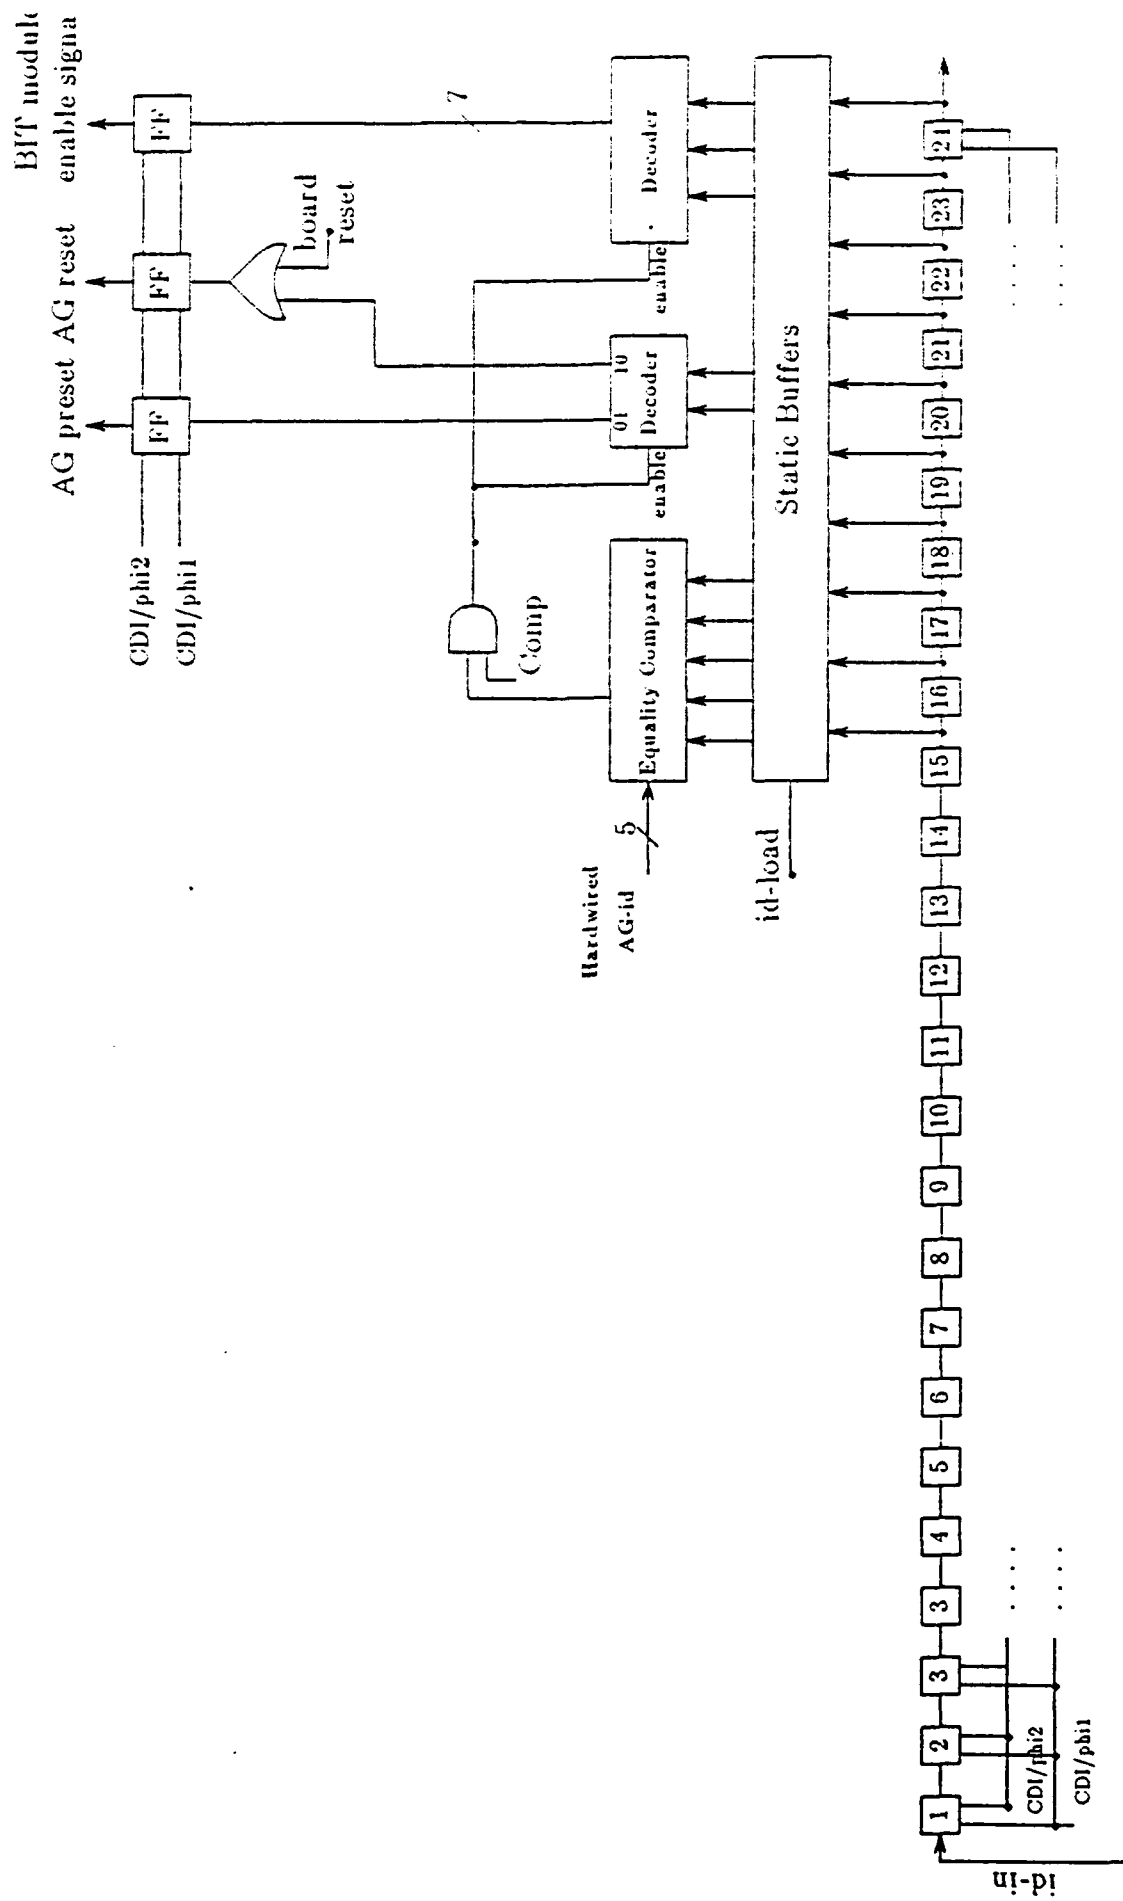 BIT module
enable signa
AG reset
AG preset
FF
FF
FF
CDI/phi2
CDI/phi1
board
reset
7
Comp
01 10
Decoder
enable
Decoder
enable
Equality Comparator
Hardwired
AG-id
5
Static Buffers
id-load
id-in
1
2
3
3
4
5
6
7
8
9
10
11
12
13
14
15
16
17
18
19
20
21
22
23
21
CDI/phi2
CDI/phi1